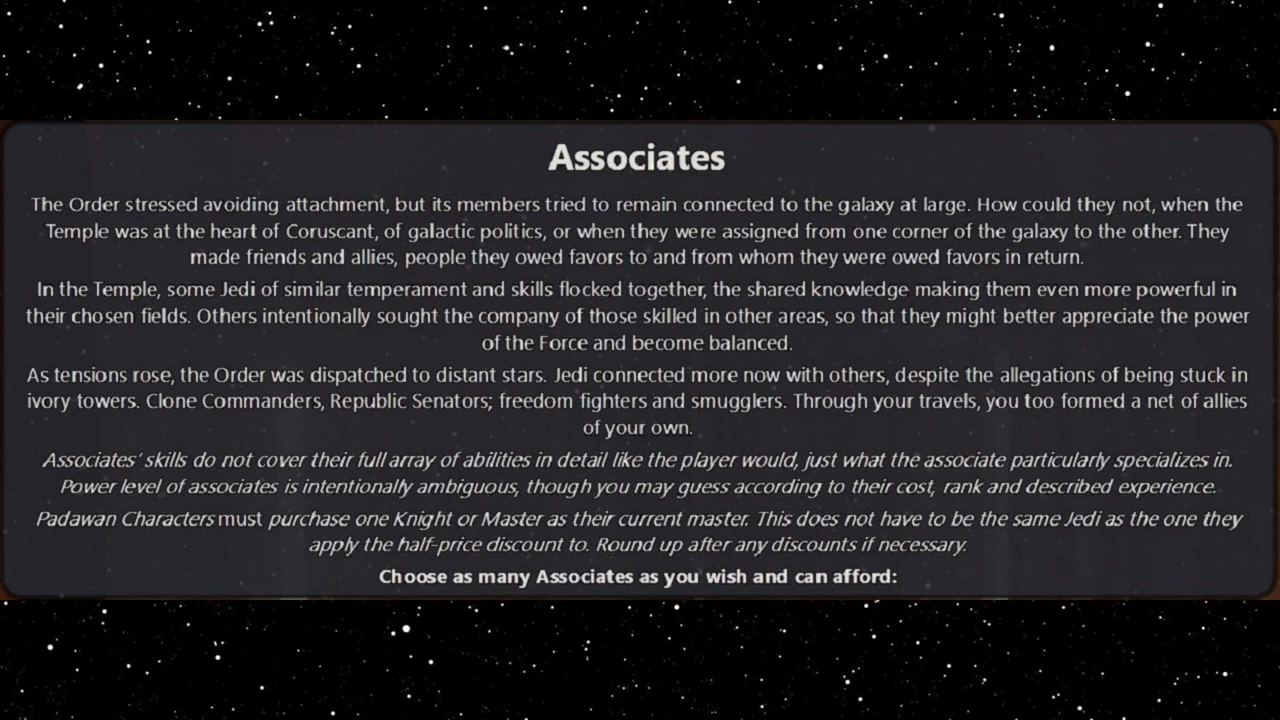 Associates
The Order stressed avoiding attachment, but its members tried to remain connected to the galaxy at large. How could they not, when the
Temple was at the heart of Coruscant, of galactic politics, or when they were assigned from one corner of the galaxy to the other. They
made friends and allies, people they owed favors to and from whom they were owed favors in return.
In the Temple, some Jedi of similar temperament and skills flocked together, the shared knowledge making them even more powerful in
their chosen fields. Others intentionally sought the company of those skilled in other areas, so that they might better appreciate the power
of the Force and become balanced.
As tensions rose, the Order was dispatched to distant stars. Jedi connected more now with others, despite the allegations of being stuck in
ivory towers. Clone Commanders, Republic Senators; freedom fighters and smugglers. Through your travels, you too formed a net of allies
of your own.
Associates' skills do not cover their full array of abilities in detail like the player would, just what the associate particularly specializes in.
Power level of associates is intentionally ambiguous, though you may guess according to their cost, rank and described experience.
Padawan Characters must purchase one Knight or Master as their current master. This does not have to be the same Jedi as the one they
apply the half-price discount to. Round up after any discounts if necessary.
Choose as many Associates as you wish and can afford: